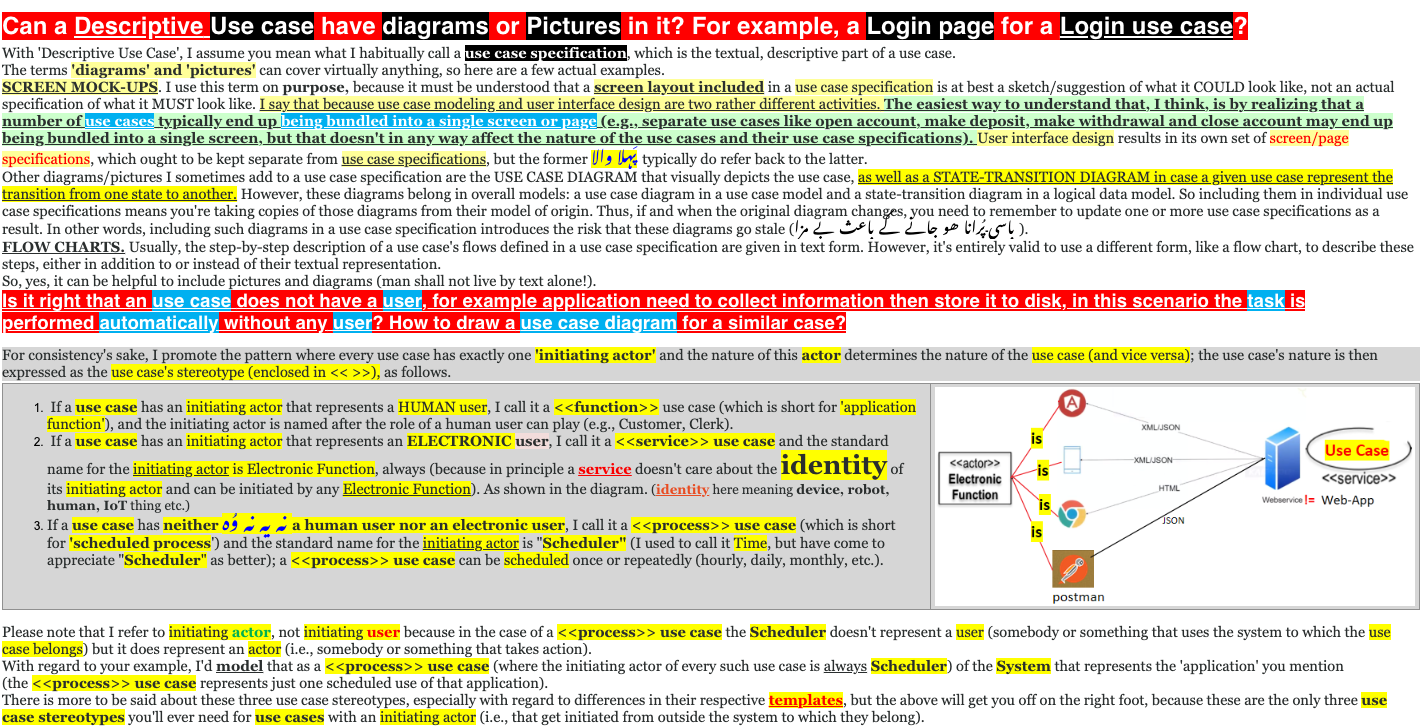 Can a Descriptive Use case have diagrams or Pictures in it? For example, a Login page for a Login use case?
With 'Descriptive Use Case', I assume you mean what I habitually call a use case specification, which is the textual, descriptive part of a use case.
The terms 'diagrams' and 'pictures' can cover virtually anything, so here are a few actual examples.
SCREEN MOCK-UPS. I use this term on purpose, because it must be understood that a screen layout included in a use case specification is at best a sketch/suggestion of what it COULD look like, not an actual
specification of what it MUST look like. I say that because use case modeling and user interface design are two rather different activities. The easiest way to understand that, I think, is by realizing that a
number of use cases typically end up being bundled into a single screen or page (e.g., separate use cases like open account, make deposit, make withdrawal and close account may end up
being bundled into a single screen, but that doesn't in any way affect the nature of the use cases and their use case specifications). User interface design results in its own set of screen/page
specifications, which ought to be kept separate from use case specifications, but the former پہلا والا typically do refer back to the latter.
Other diagrams/pictures I sometimes add to a use case specification are the USE CASE DIAGRAM that visually depicts the use case, as well as a STATE-TRANSITION DIAGRAM in case a given use case represent the
transition from one state to another. However, these diagrams belong in overall models: a use case diagram in a use case model and a state-transition diagram in a logical data model. So including them in individual use
case specifications means you're taking copies of those diagrams from their model of origin. Thus, if and when the original diagram changes, you need to remember to update one or more use case specifications as a
result. In other words, including such diagrams in a use case specification introduces the risk that these diagrams go stale (باسی پُرانا ھو جانے کے باعث بے مزا ).
FLOW CHARTS. Usually, the step-by-step description of a use case's flows defined in a use case specification are given in text form. However, it's entirely valid to use a different form, like a flow chart, to describe these
steps, either in addition to or instead of their textual representation.
So, yes, it can be helpful to include pictures and diagrams (man shall not live by text alone!).
Is it right that an use case does not have a user, for example application need to collect information then store it to disk, in this scenario the task is
performed automatically without any user? How to draw a use case diagram for a similar case?
For consistency's sake, I promote the pattern where every use case has exactly one 'initiating actor' and the nature of this actor determines the nature of the use case (and vice versa); the use case's nature is then
expressed as the use case's stereotype (enclosed in << >>), as follows.
1. If a use case has an initiating actor that represents a HUMAN user, I call it a <<function>> use case (which is short for 'application
function'), and the initiating actor is named after the role of a human user can play (e.g., Customer, Clerk).
2. If a use case has an initiating actor that represents an ELECTRONIC user, I call it a <<service>> use case and the standard
name for the initiating actor is Electronic Function, always (because in principle a service doesn't care about the identity of
its initiating actor and can be initiated by any Electronic Function). As shown in the diagram. (identity here meaning device, robot,
human, IoT thing etc.)
3. If a use case has neither نہ یہ نہ وُہ a human user nor an electronic user, I call it a <<process>> use case (which is short
for 'scheduled process') and the standard name for the initiating actor is "Scheduler" (I used to call it Time, but have come to
appreciate "Scheduler" as better); a <<process>> use case can be scheduled once or repeatedly (hourly, daily, monthly, etc.).
<<actor>>
Electronic
Function
is
is
is
is
XML/JSON
XML/JSON
HTML
JSON
postman
Use Case
<<service>>
Webservice != Web-App
Please note that I refer to initiating actor, not initiating user because in the case of a <<process>> use case the Scheduler doesn't represent a user (somebody or something that uses the system to which the use
case belongs) but it does represent an actor (i.e., somebody or something that takes action).
With regard to your example, I'd model that as a <<process>> use case (where the initiating actor of every such use case is always Scheduler) of the System that represents the 'application' you mention
(the <<process>> use case represents just one scheduled use of that application).
There is more to be said about these three use case stereotypes, especially with regard to differences in their respective templates, but the above will get you off on the right foot, because these are the only three use
case stereotypes you'll ever need for use cases with an initiating actor (i.e., that get initiated from outside the system to which they belong).